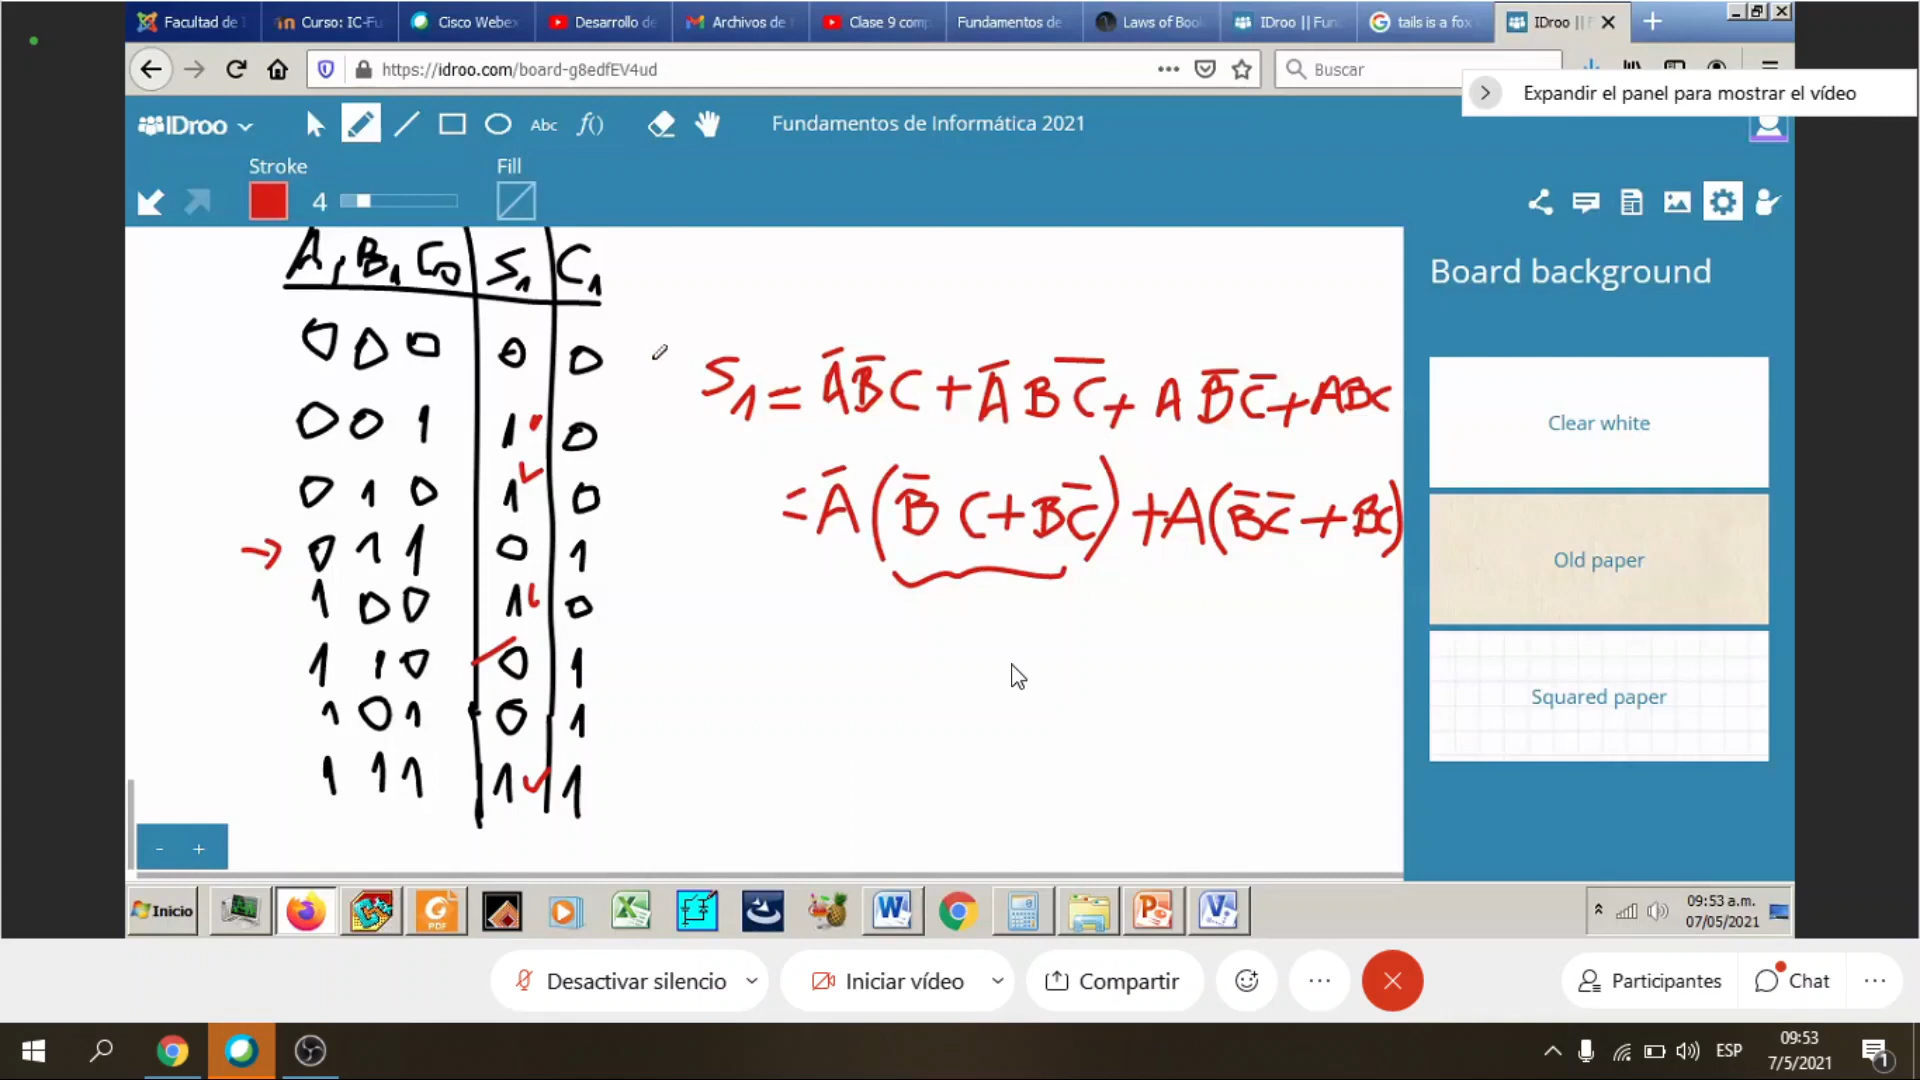 Facultad de
Curso: IC-Fu
Cisco Webex
Desarrollo de
Archivos de
Clase 9 com
Fundamentos de
Laws of Boo
IDroo || Fun
tails is a fox
IDroo || F
https://idroo.com/board-g8edfEV4ud
Buscar
Expandir el panel para mostrar el vídeo
IDroo
Abc
f()
Fundamentos de Informática 2021
Stroke
Fill
4
Board background
A₁ B₁ C₀ S₁ C₁
0 0 0 0 0
0 0 1 1 0
0 1 0 1 0
→ 0 1 1 0 1
1 0 0 1 0
1 1 0 0 1
1 0 1 0 1
1 1 1 1 1
S₁ = A̅B̅C + A̅BC̅ + AB̅C̅ + ABC
= A̅(B̅C + BC̅) + A(B̅C̅ + BC)
Clear white
Old paper
Squared paper
- +
Inicio
PDF
09:53 a.m.
07/05/2021
Desactivar silencio
Iniciar vídeo
Compartir
Participantes
Chat
ESP
09:53
7/5/2021
1